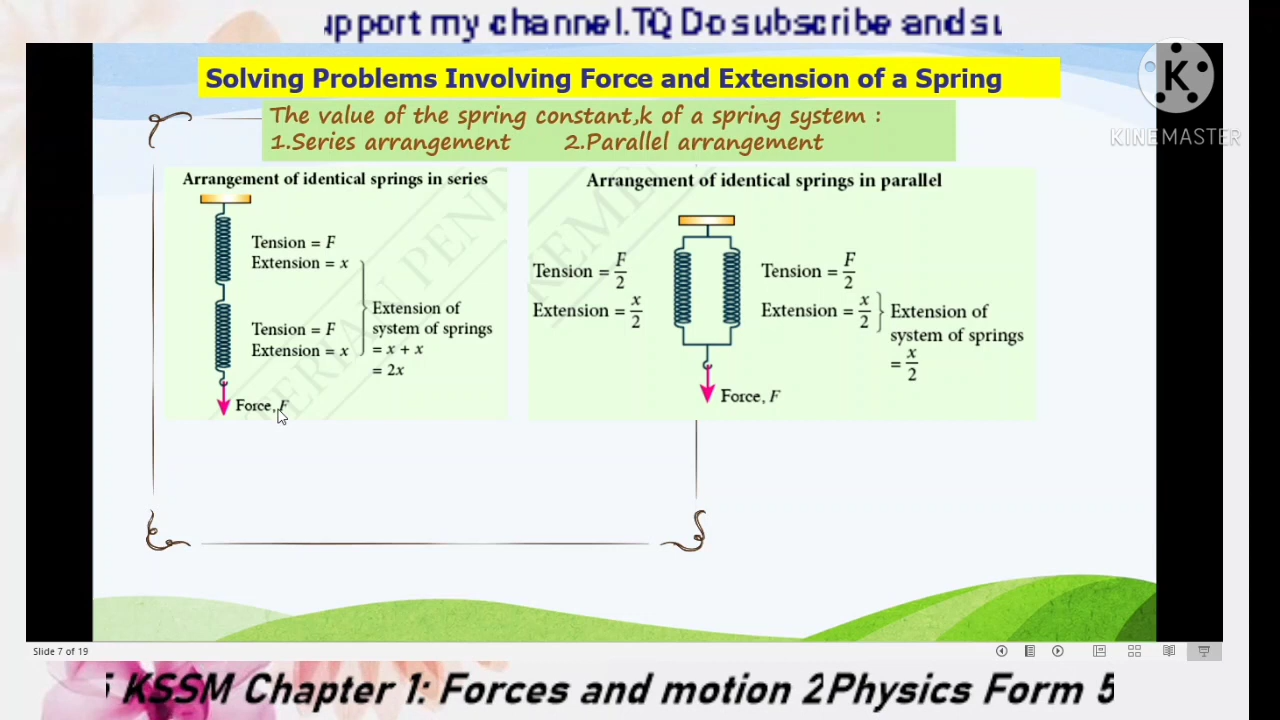 upport my channel.TQ Do subscribe and su
Solving Problems Involving Force and Extension of a Spring
K
KINEMASTER
The value of the spring constant,k of a spring system :
1.Series arrangement 2.Parallel arrangement
Arrangement of identical springs in series
Tension = F
Extension = x
Tension = F
Extension = x
Extension of
system of springs
= x + x
= 2x
Force, F
Arrangement of identical springs in parallel
Tension = F/2
Extension = x/2
Tension = F/2
Extension = x/2
Extension of
system of springs
= x/2
Force, F
Slide 7 of 19
5 KSSM Chapter 1: Forces and motion 2Physics Form 5